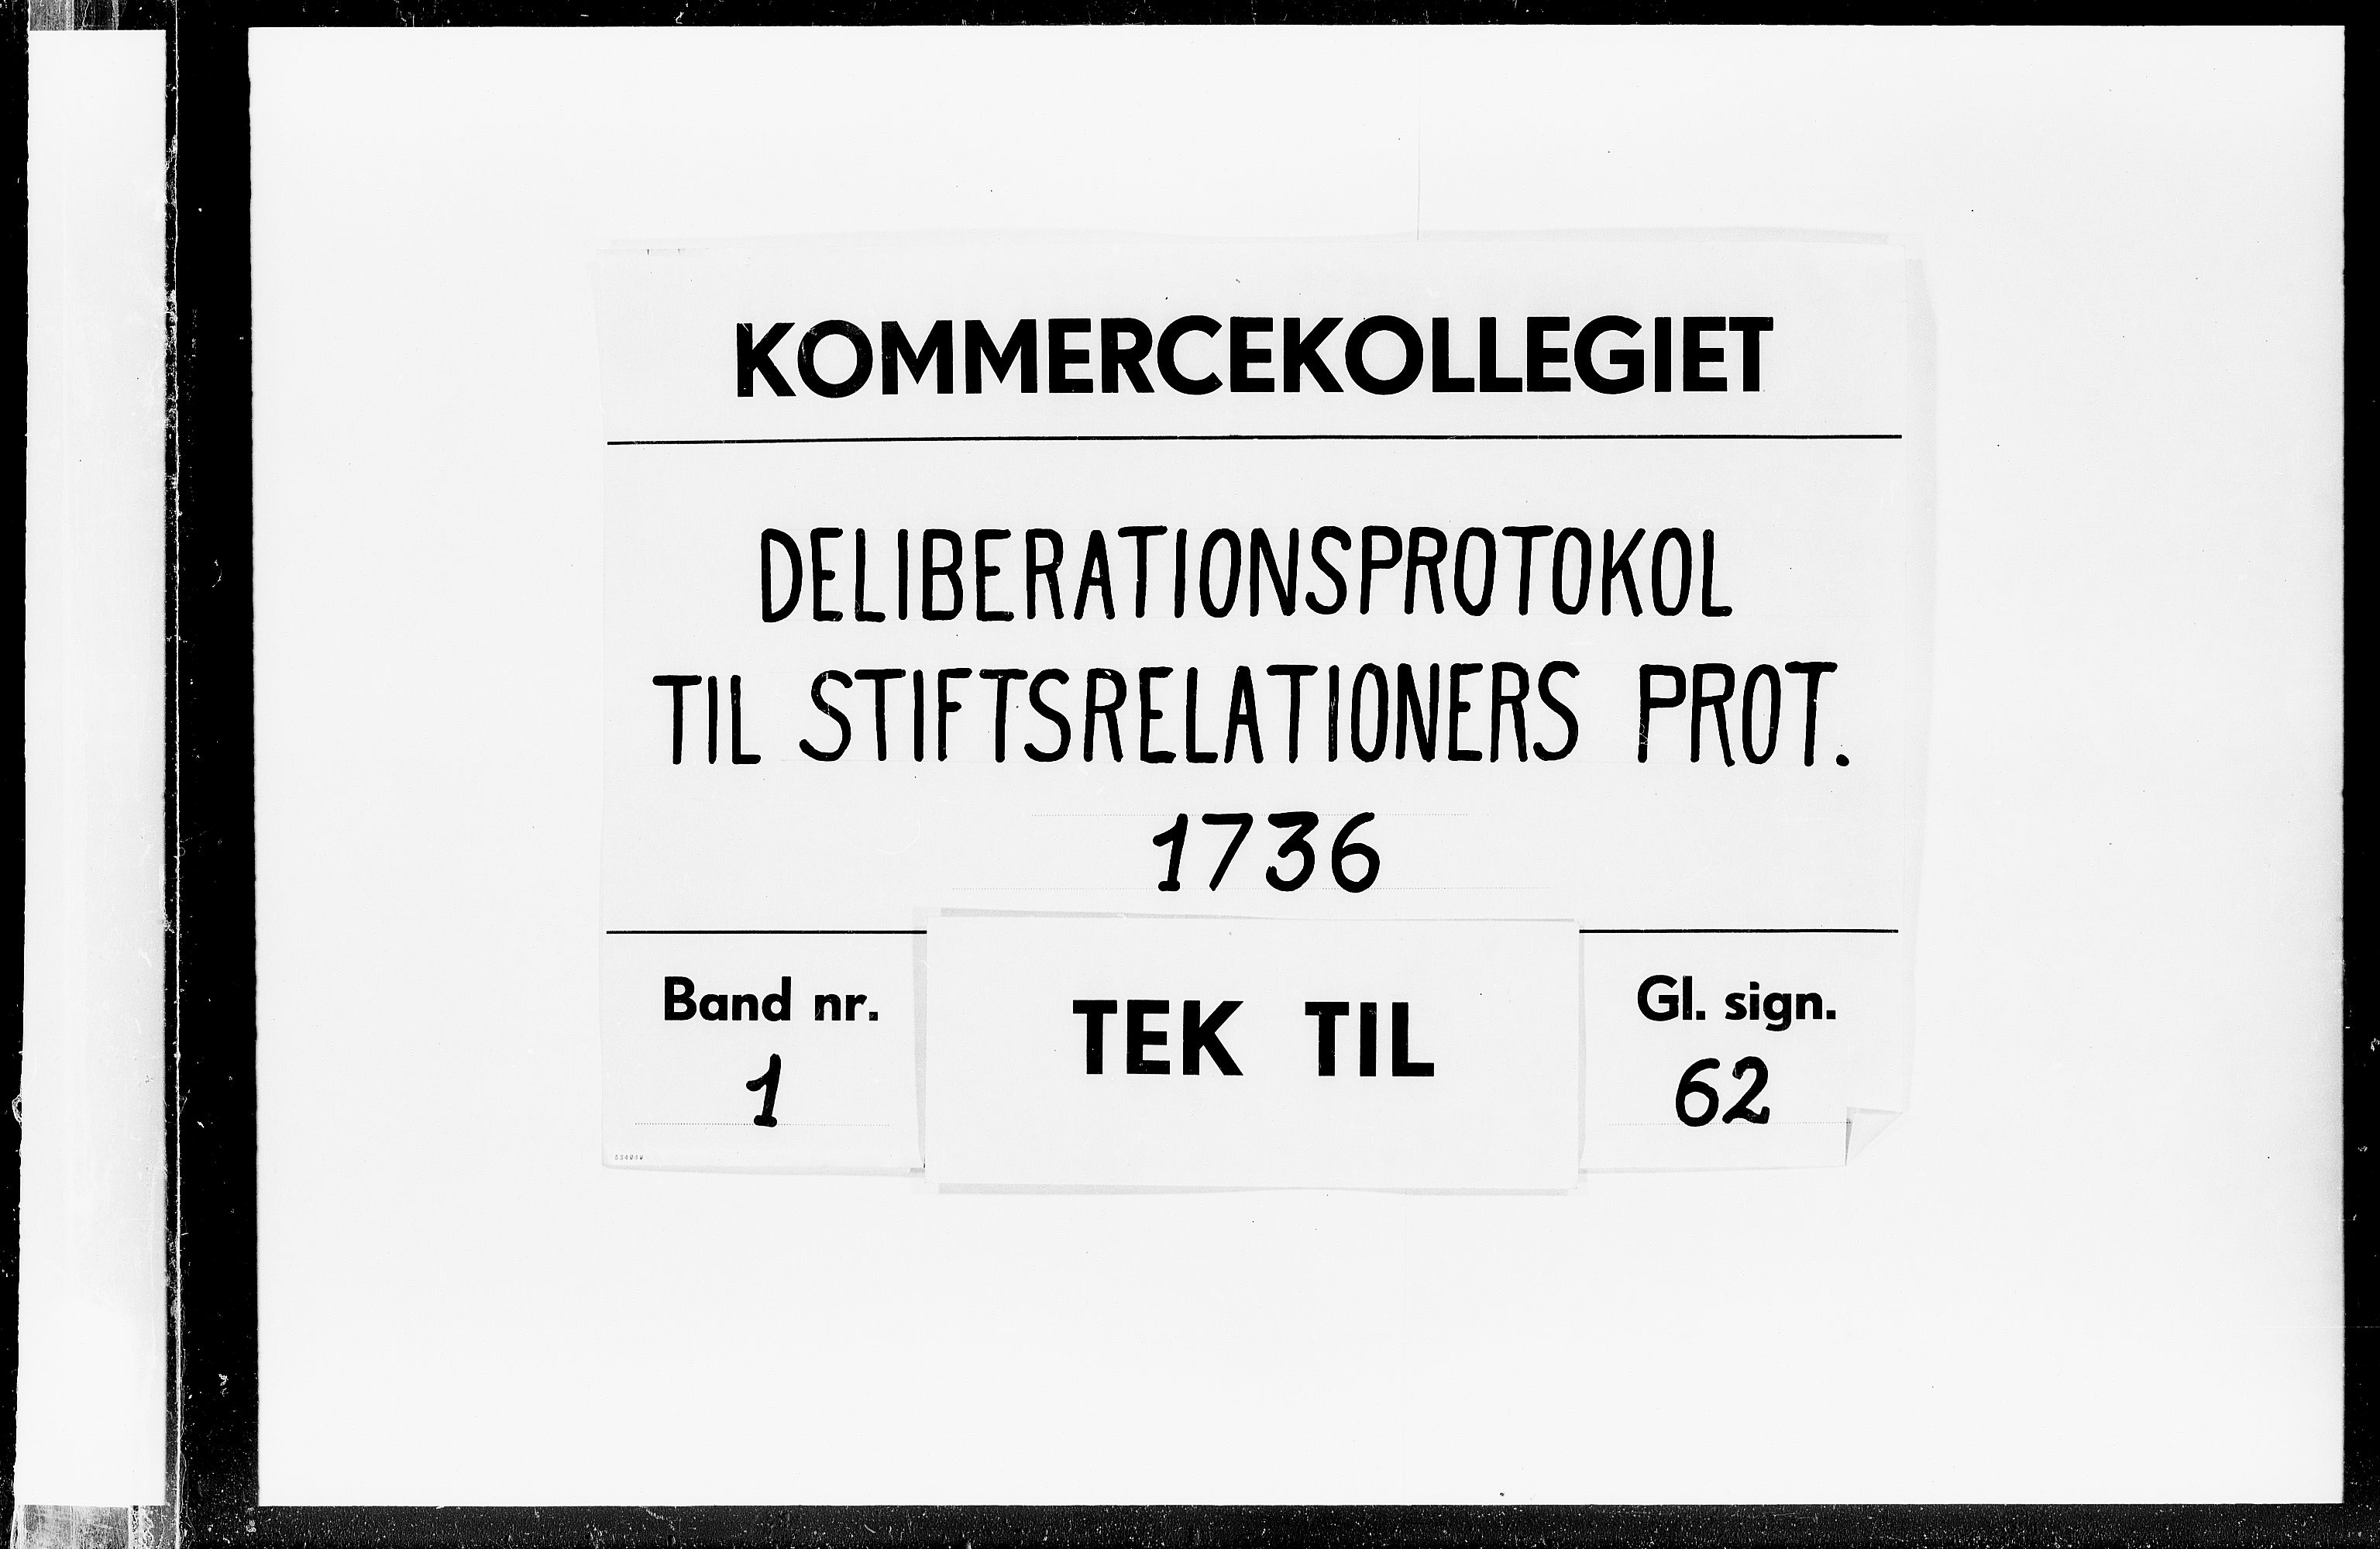 KOMMERCEKOLLEGIET
DELIBERATIONSPROTOKOL
TIL STIFTSRELATIONERS PROT.
1736
Band nr.
1
TEK TIL
Gl. sign.
62